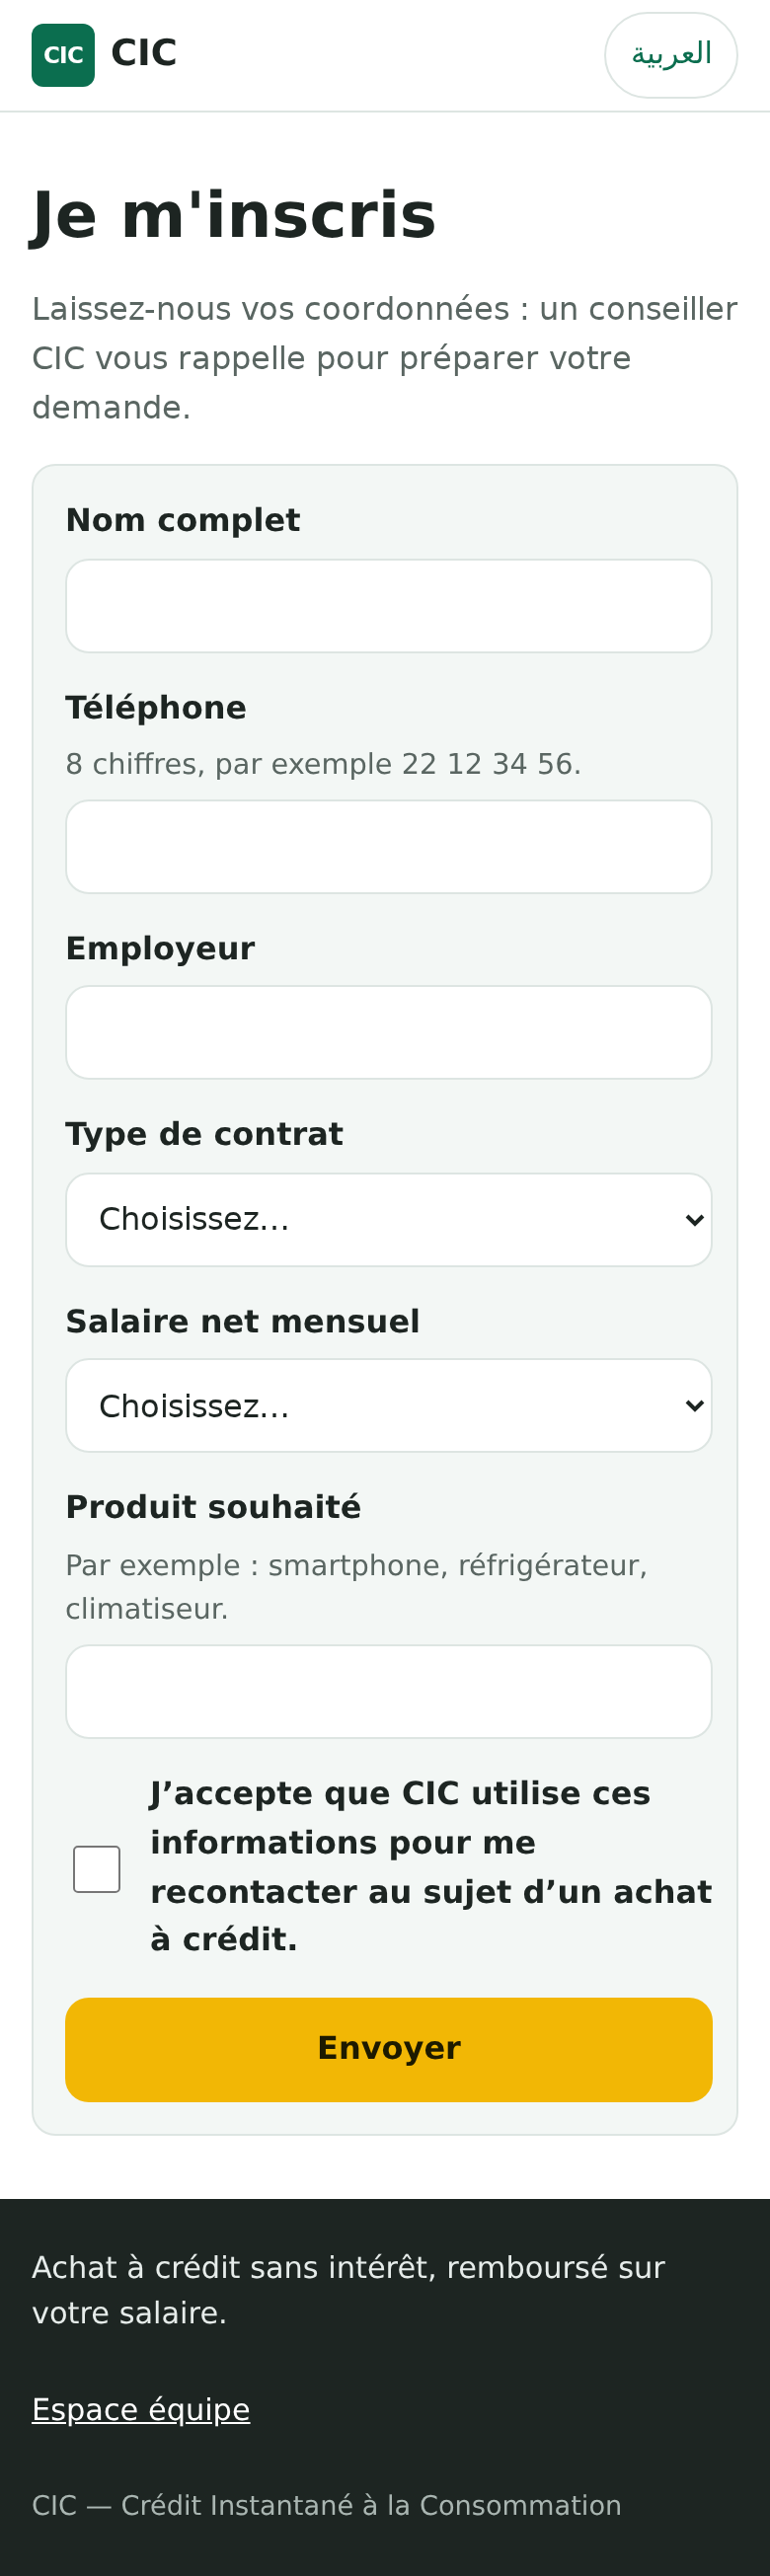 CIC CIC العربية
Je m'inscris
Laissez-nous vos coordonnées : un conseiller
CIC vous rappelle pour préparer votre
demande.
Nom complet
Téléphone
8 chiffres, par exemple 22 12 34 56.
Employeur
Type de contrat
Choisissez…
Salaire net mensuel
Choisissez…
Produit souhaité
Par exemple : smartphone, réfrigérateur,
climatiseur.
J’accepte que CIC utilise ces
informations pour me
recontacter au sujet d’un achat
à crédit.
Envoyer
Achat à crédit sans intérêt, remboursé sur
votre salaire.
Espace équipe
CIC — Crédit Instantané à la Consommation